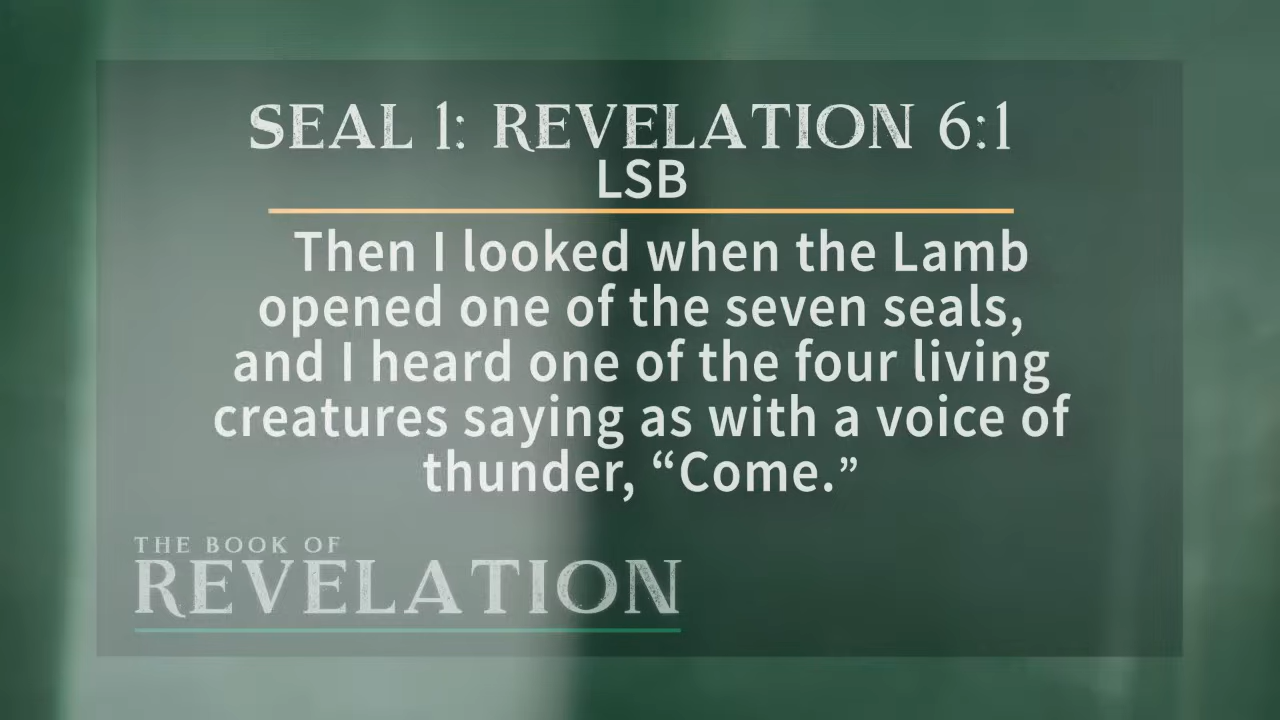 SEAL 1: REVELATION 6:1
LSB
Then I looked when the Lamb
opened one of the seven seals,
and I heard one of the four living
creatures saying as with a voice of
thunder, “Come.”
THE BOOK OF
REVELATION